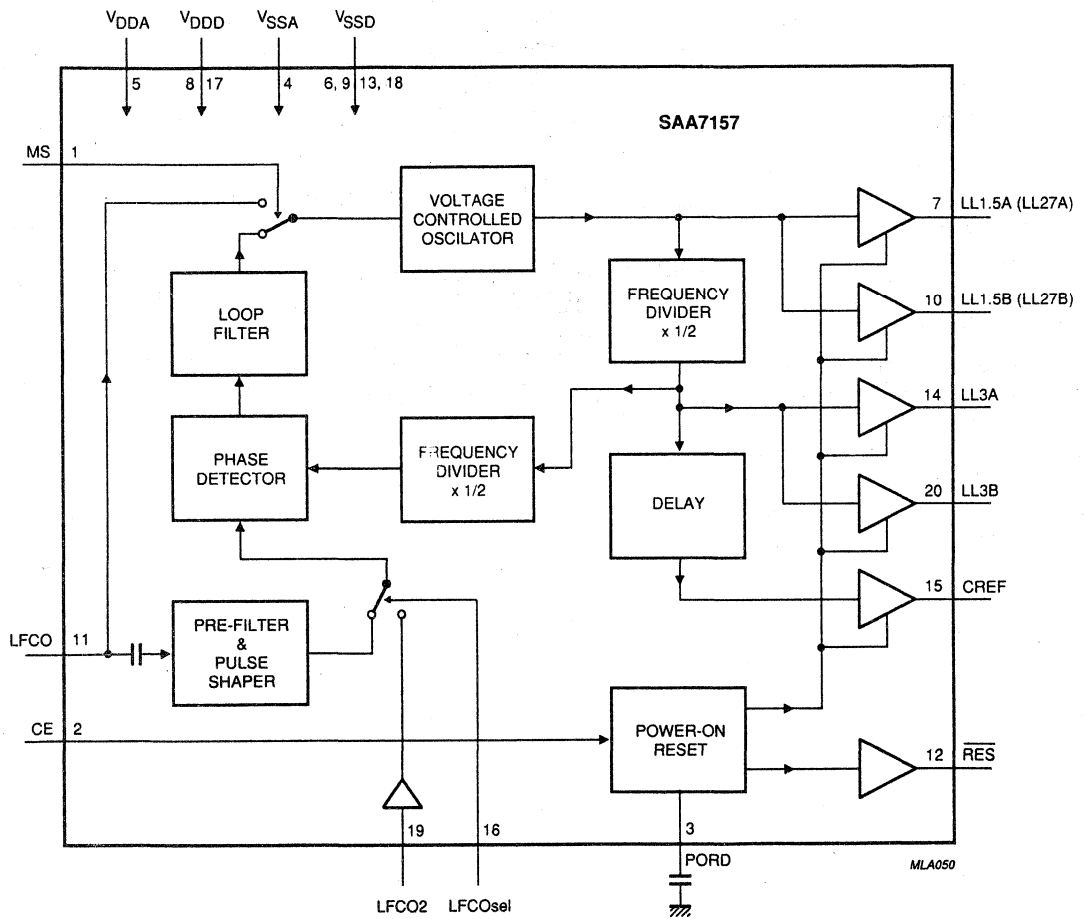 VDDA VDDD VSSA VSSD
5 8 17 4 6, 9 13, 18
SAA7157
MS 1
VOLTAGE
CONTROLLED
OSCILATOR
7 LL1.5A (LL27A)
LOOP
FILTER
FREQUENCY
DIVIDER
x 1/2
10 LL1.5B (LL27B)
14 LL3A
PHASE
DETECTOR
FREQUENCY
DIVIDER
x 1/2
DELAY
20 LL3B
15 CREF
LFCO 11
PRE-FILTER
&
PULSE
SHAPER
CE 2
POWER-ON
RESET
12 RES
19 16 3
PORD
MLA050
LFCO2 LFCOsel